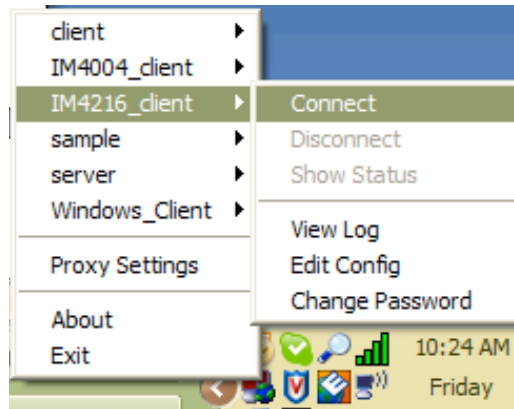 client
IM4004_client
IM4216_client
sample
server
Windows_Client
Proxy Settings
About
Exit
Connect
Disconnect
Show Status
View Log
Edit Config
Change Password
10:24 AM
Friday